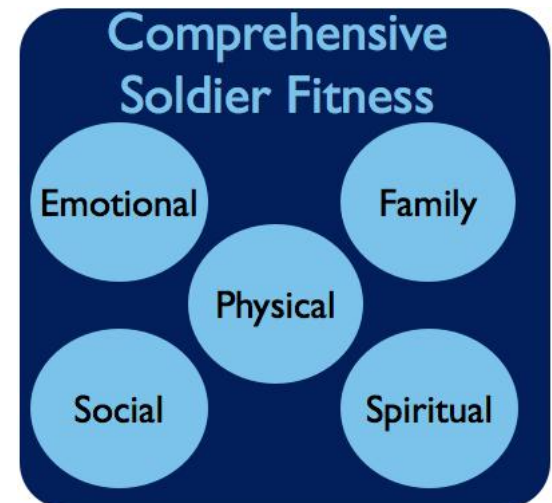 Comprehensive
Soldier Fitness
Emotional
Family
Physical
Social
Spiritual